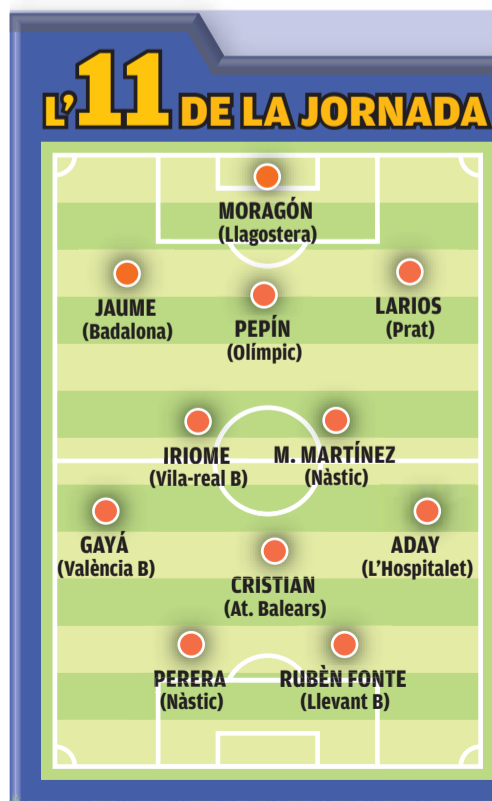 L'11 DE LA JORNADA
MORAGÓN
(Llagostera)
JAUME
(Badalona)
PEPÍN
(Olímpic)
LARIOS
(Prat)
IRIOME
(Vila-real B)
M. MARTÍNEZ
(Nàstic)
GAYÁ
(València B)
CRISTIAN
(At. Balears)
ADAY
(L'Hospitalet)
PERERA
(Nàstic)
RUBÈN FONTE
(Llevant B)